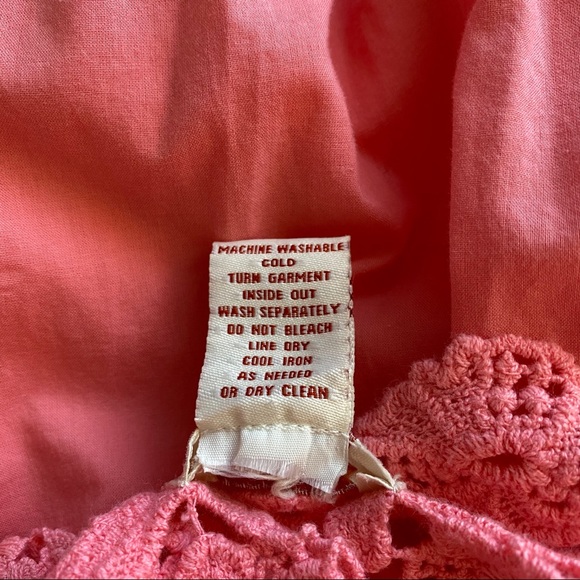 MACHINE WASHABLE
COLD
TURN GARMENT
INSIDE OUT
WASH SEPARATELY
DO NOT BLEACH
LINE DRY
COOL IRON
AS NEEDED
OR DRY CLEAN